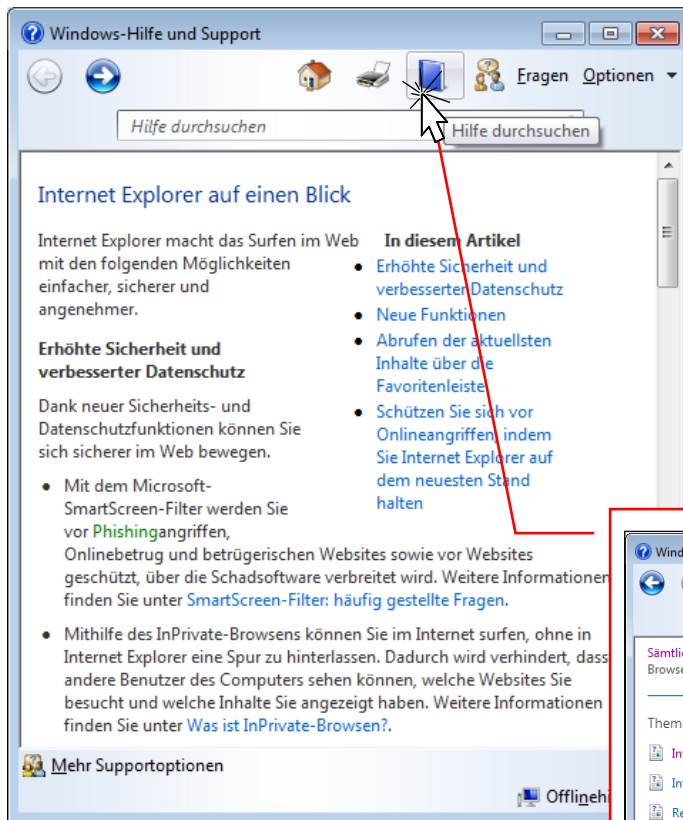 Windows-Hilfe und Support
Fragen Optionen
Hilfe durchsuchen
Hilfe durchsuchen
Internet Explorer auf einen Blick
Internet Explorer macht das Surfen im Web
mit den folgenden Möglichkeiten
einfacher, sicherer und
angenehmer.
Erhöhte Sicherheit und
verbesserter Datenschutz
Dank neuer Sicherheits- und
Datenschutzfunktionen können Sie
sich sicherer im Web bewegen.
In diesem Artikel
• Erhöhte Sicherheit und
verbesserter Datenschutz
• Neue Funktionen
• Abrufen der aktuellsten
Inhalte über die
Favoritenleiste
• Schützen Sie sich vor
Onlineangriffen, indem
Sie Internet Explorer auf
dem neuesten Stand
halten
• Mit dem Microsoft-
SmartScreen-Filter werden Sie
vor Phishingangriffen,
Onlinebetrug und betrügerischen Websites sowie vor Websites
geschützt, über die Schadsoftware verbreitet wird. Weitere Informationen
finden Sie unter SmartScreen-Filter: häufig gestellte Fragen.
• Mithilfe des InPrivate-Browsens können Sie im Internet surfen, ohne in
Internet Explorer eine Spur zu hinterlassen. Dadurch wird verhindert, dass
andere Benutzer des Computers sehen können, welche Websites Sie
besucht und welche Inhalte Sie angezeigt haben. Weitere Informationen
finden Sie unter Was ist InPrivate-Browsen?.
Mehr Supportoptionen